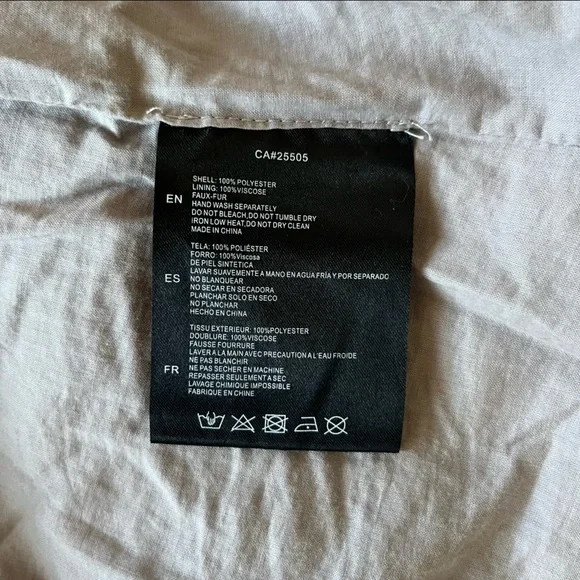 CA#25505
EN
SHELL: 100% POLYESTER
LINING: 100%VISCOSE
FAUX-FUR
HAND WASH SEPARATELY
DO NOT BLEACH,DO NOT TUMBLE DRY
IRON LOW HEAT,DO NOT DRY CLEAN
MADE IN CHINA
ES
TELA: 100% POLIÉSTER
FORRO: 100%Viscosa
DE PIEL SINTETICA
LAVAR SUAVEMENTE A MANO EN AGUA FRÍA Y POR SEPARADO
NO BLANQUEAR
NO SECAR EN SECADORA
PLANCHAR SOLO EN SECO
NO PLANCHAR
HECHO EN CHINA
FR
TISSU EXTERIEUR: 100%POLYESTER
DOUBLURE: 100%VISCOSE
FAUSSE FOURRURE
LAVER A LA MAIN AVEC PRECAUTION A L'EAU FROIDE
NE PAS BLANCHIR
NE PAS SECHER EN MACHINE
REPASSER SEULEMENT A SEC
LAVAGE CHIMIQUE IMPOSSIBLE
FABRIQUE EN CHINE